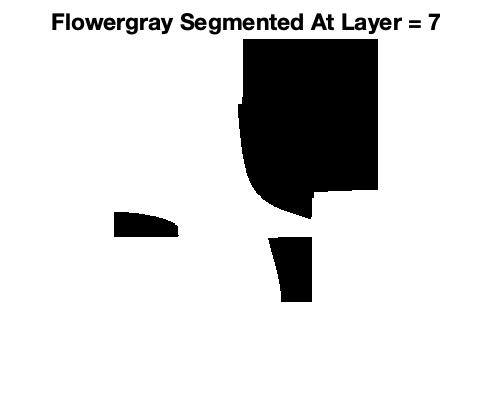 Flowergray Segmented At Layer = 7